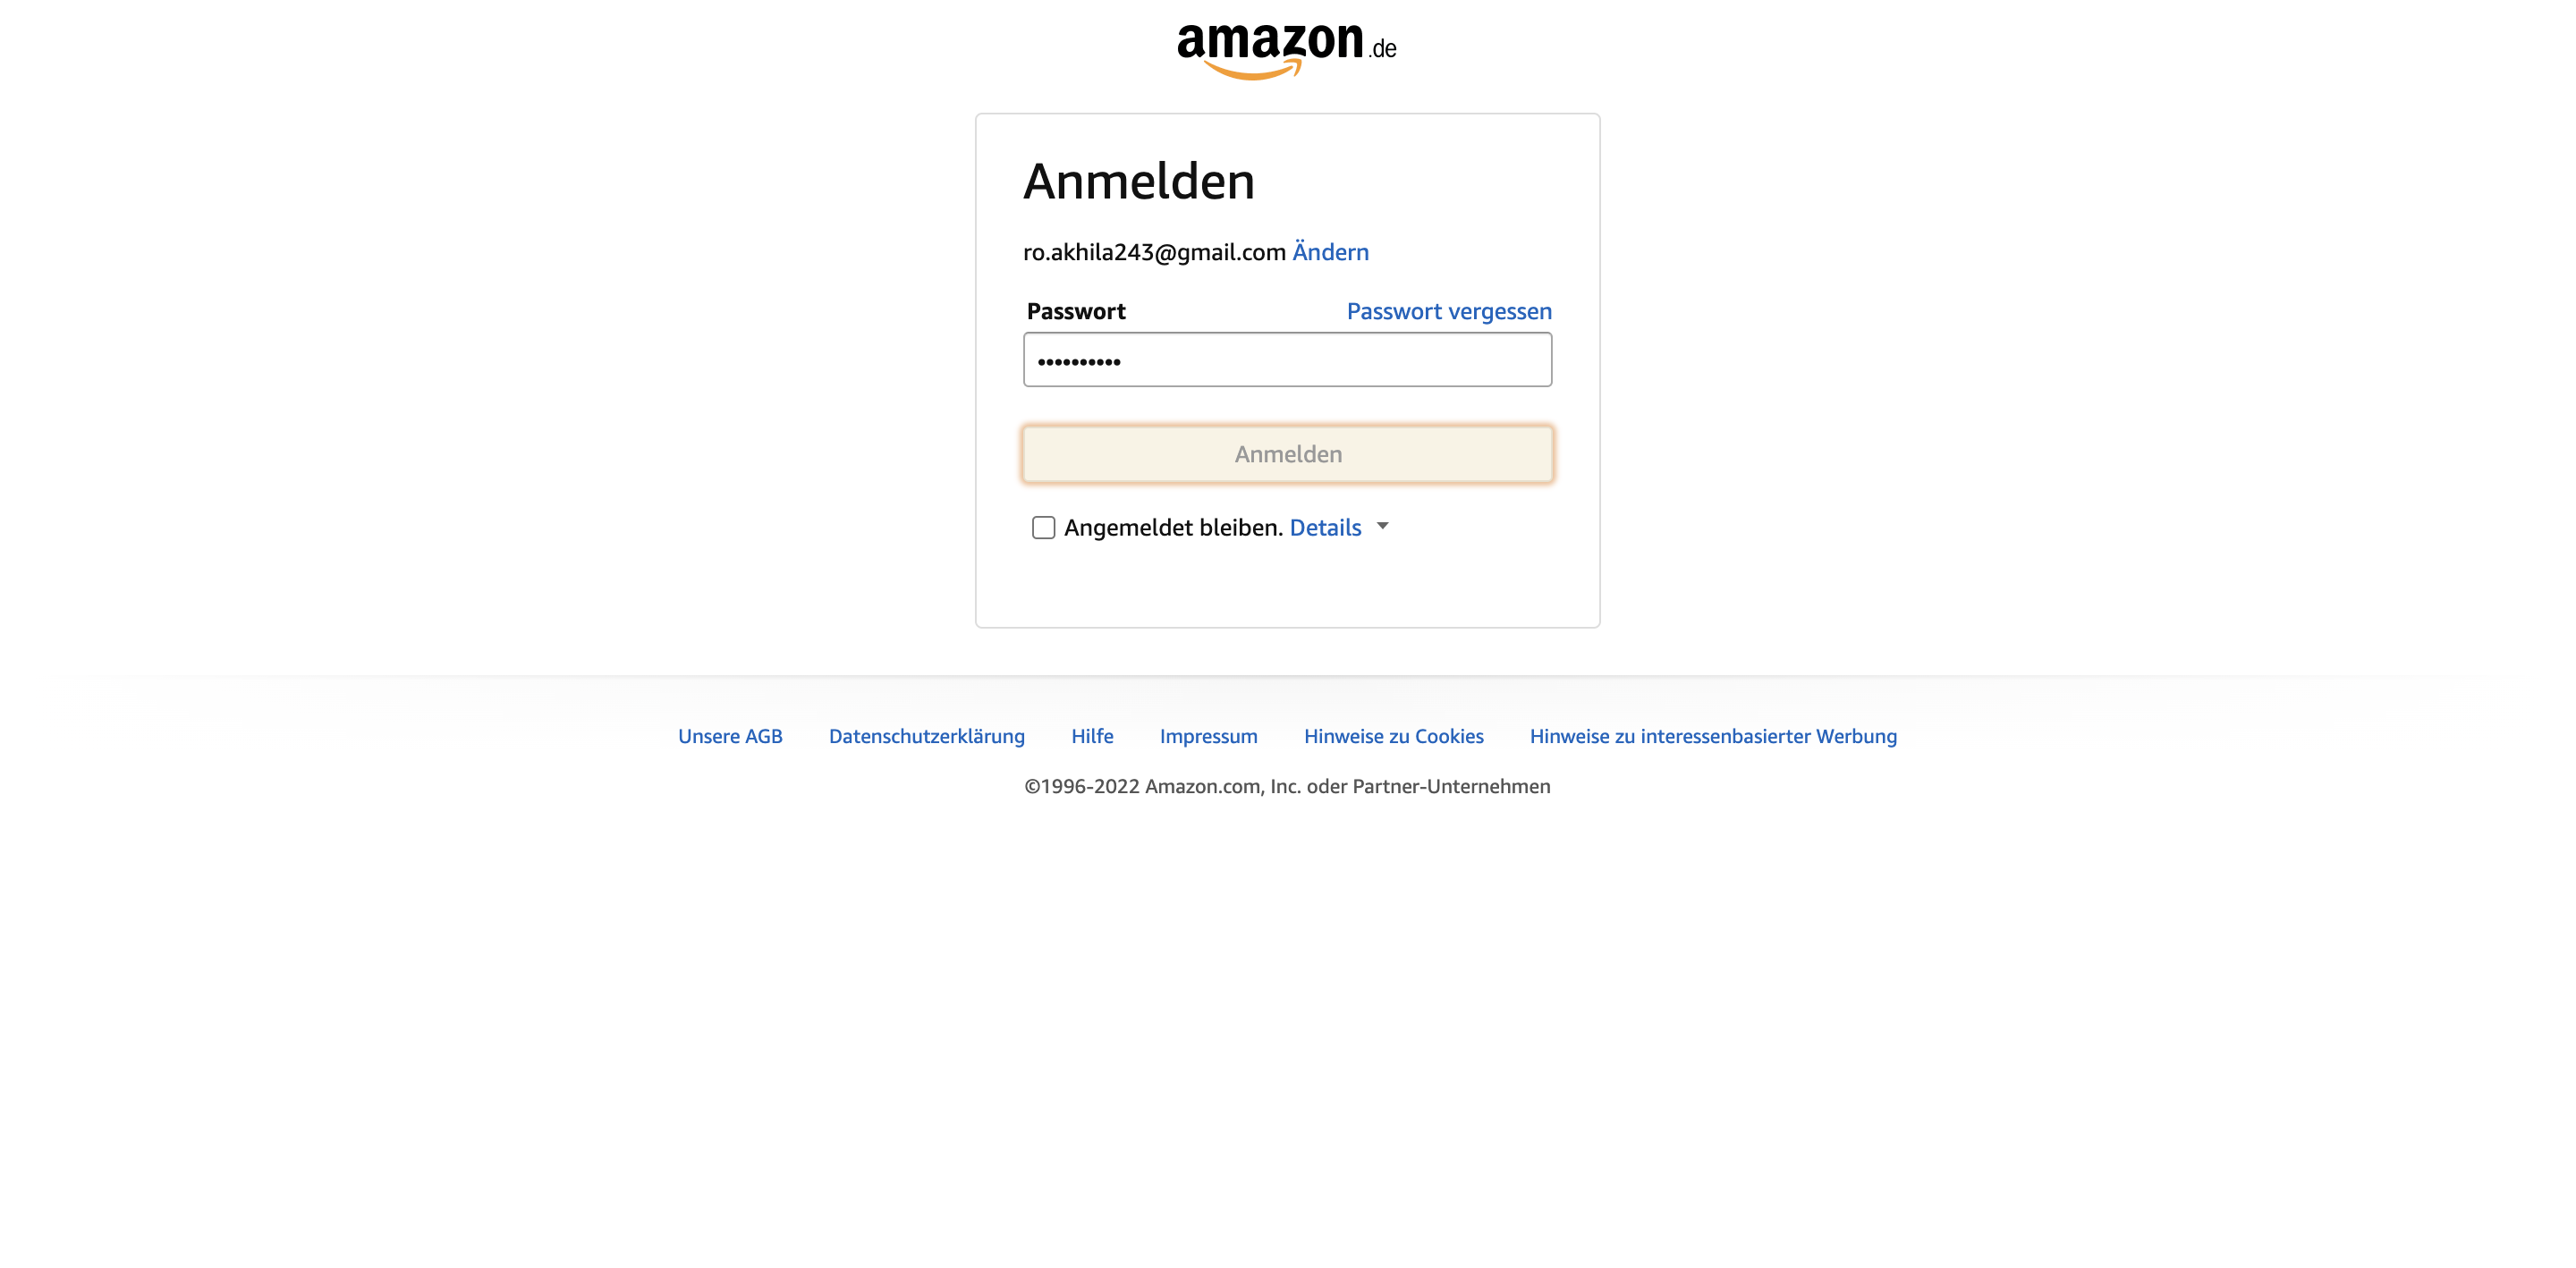 amazon.de
Anmelden
ro.akhila243@gmail.com Ändern
Passwort Passwort vergessen
••••••••••
Anmelden
Angemeldet bleiben. Details
Unsere AGB Datenschutzerklärung Hilfe Impressum Hinweise zu Cookies Hinweise zu interessenbasierter Werbung
©1996-2022 Amazon.com, Inc. oder Partner-Unternehmen